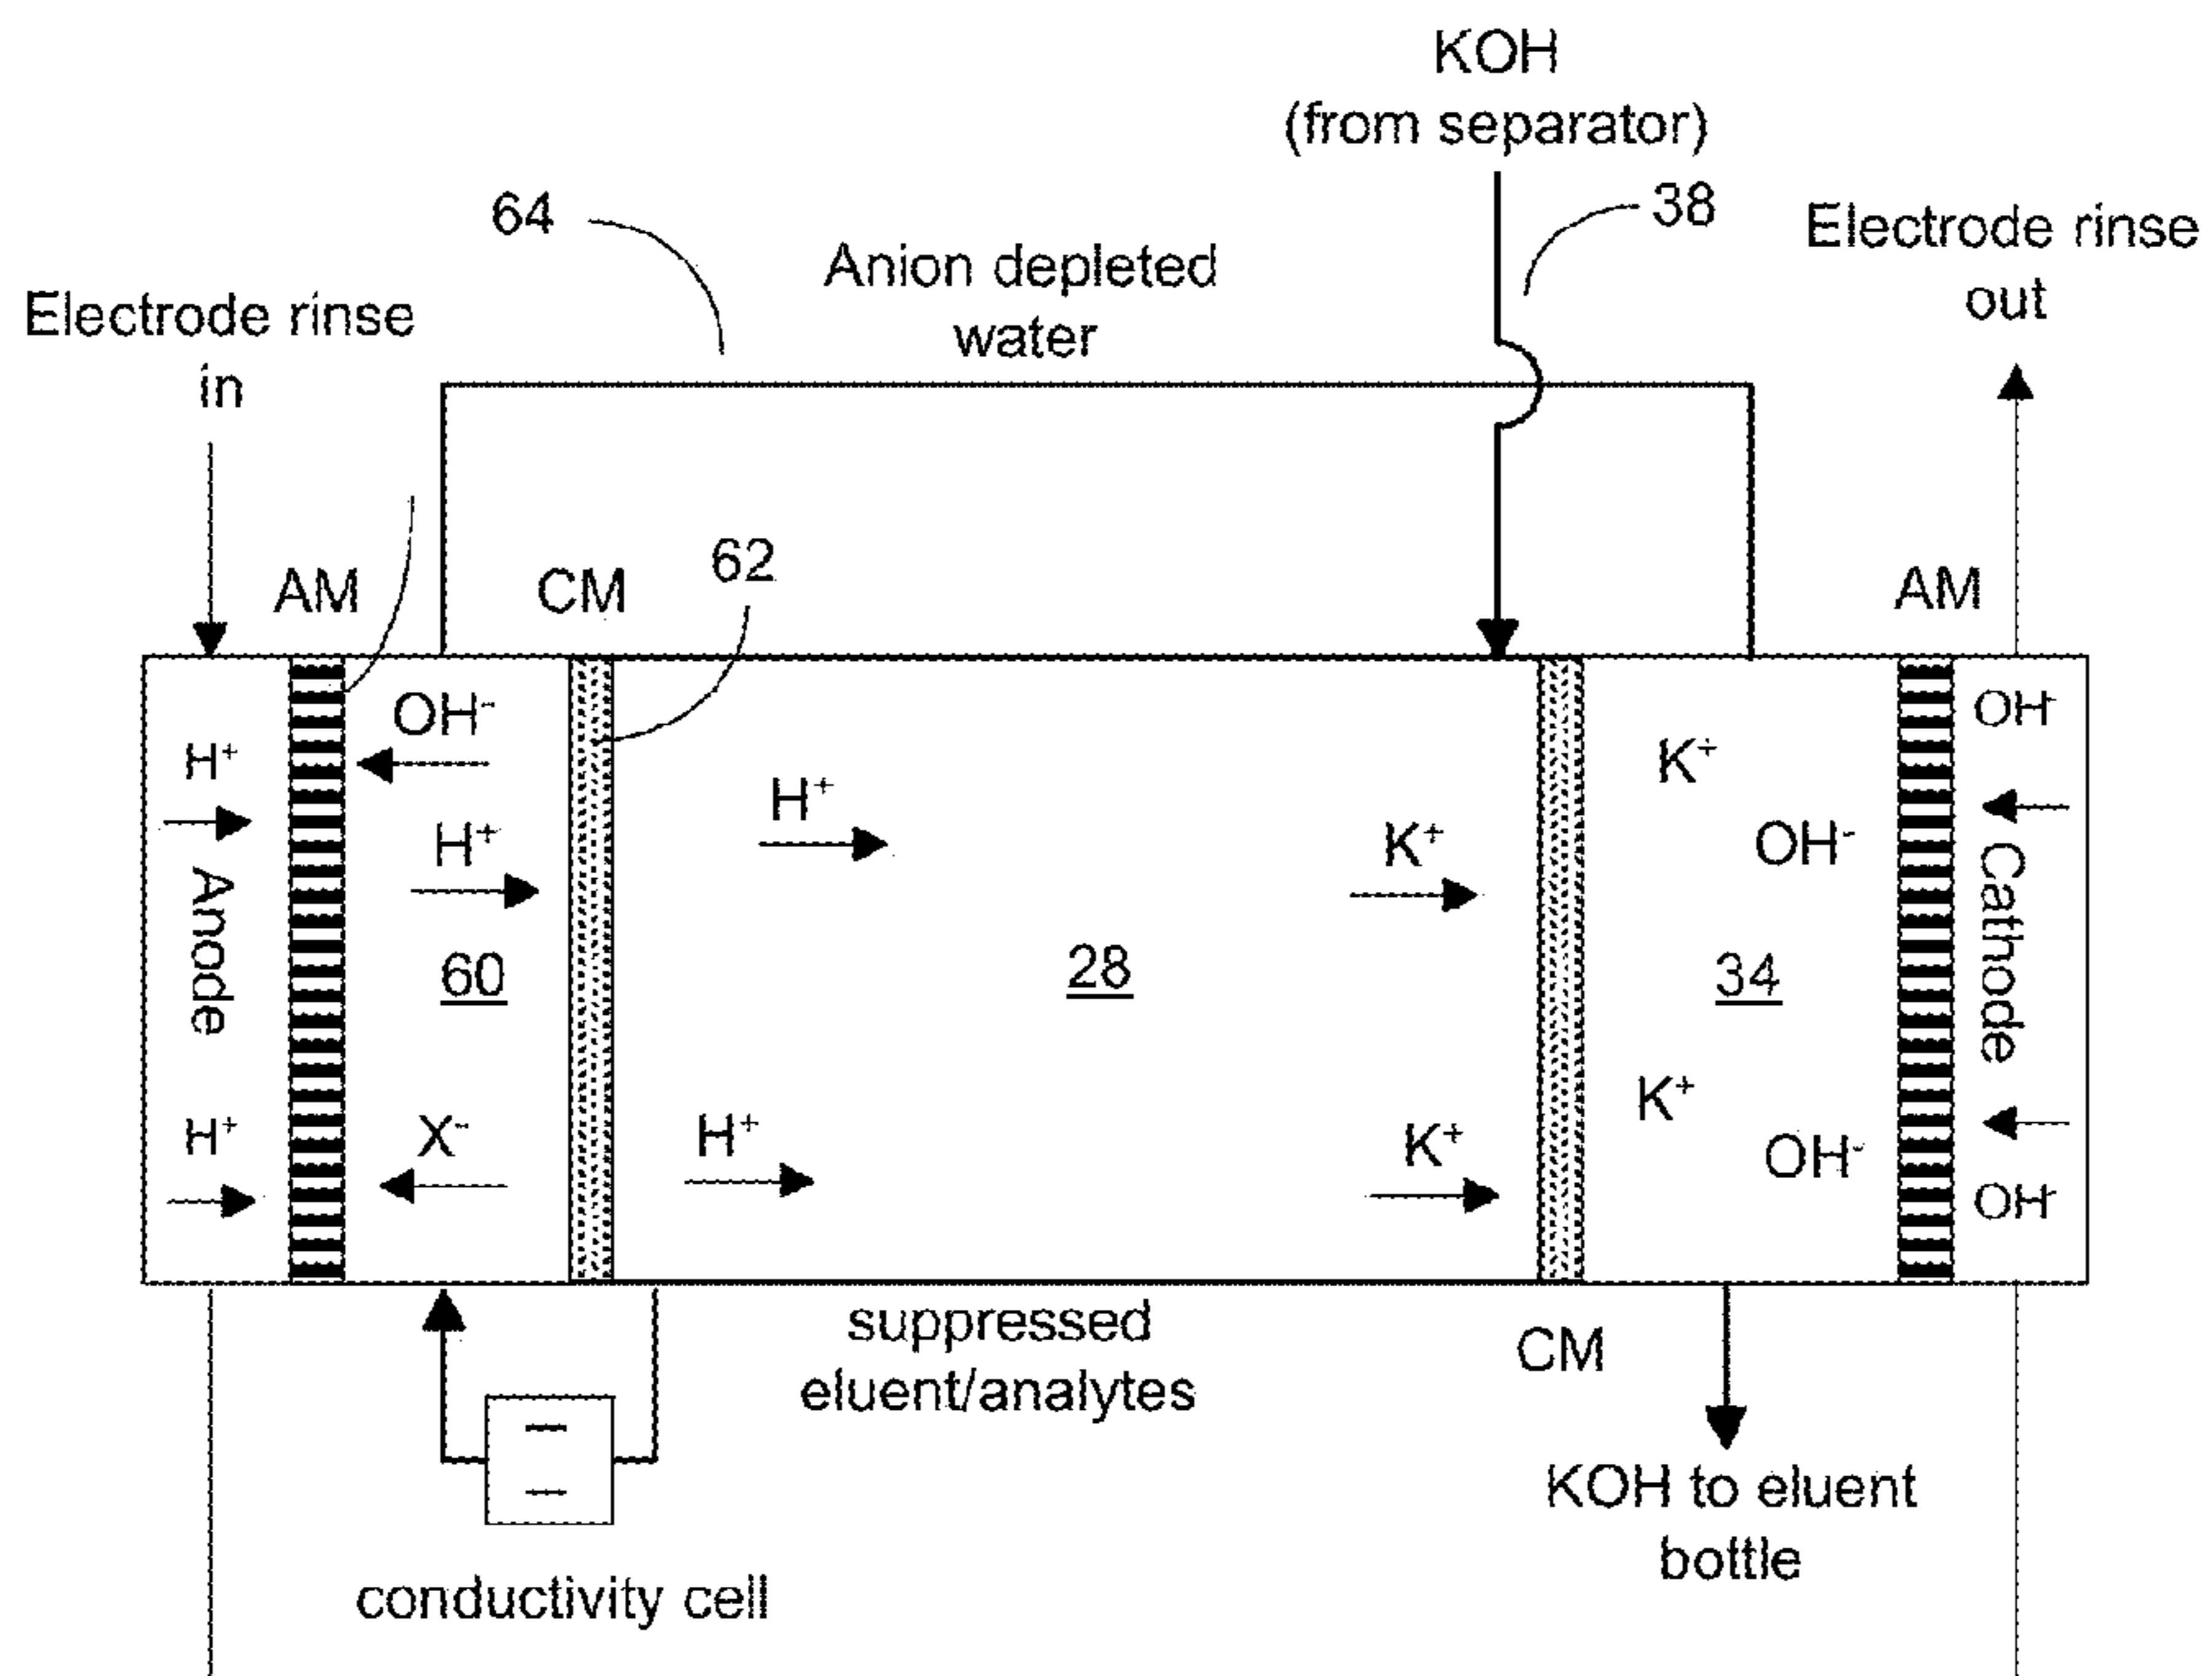 KOH
(from separator)
64
38
Anion depleted
water
Electrode rinse
in
Electrode rinse
out
AM
CM
62
AM
OH-
H+
H+
H+
K+
K+
OH-
OH-
Anode
60
28
34
Cathode
H+
X-
H+
K+
K+
OH-
OH-
suppressed
eluent/analytes
CM
KOH to eluent
bottle
conductivity cell